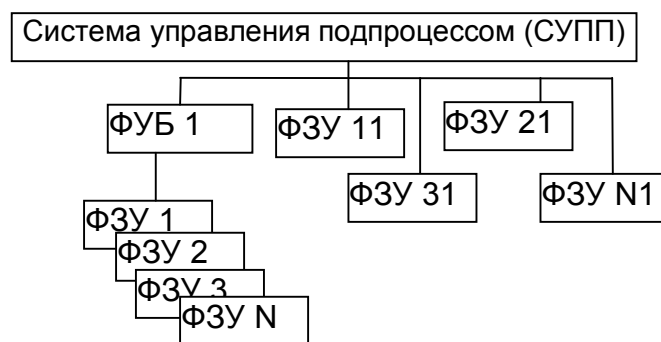 Система управления подпроцессом (СУПП)
ФУБ 1
ФЗУ 11
ФЗУ 21
ФЗУ 31
ФЗУ N1
ФЗУ 1
ФЗУ 2
ФЗУ 3
ФЗУ N